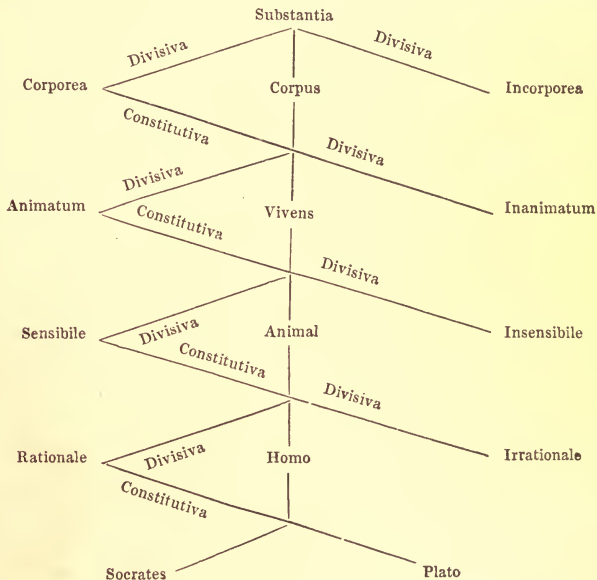 Substantia
Divisiva Divisiva
Corporea Corpus Incorporea
Constitutiva Divisiva
Divisiva
Animatum Vivens Inanimatum
Constitutiva
Divisiva
Sensibile Divisiva Animal Insensibile
Constitutiva
Divisiva
Rationale Divisiva Homo Irrationale
Constitutiva
Socrates Plato